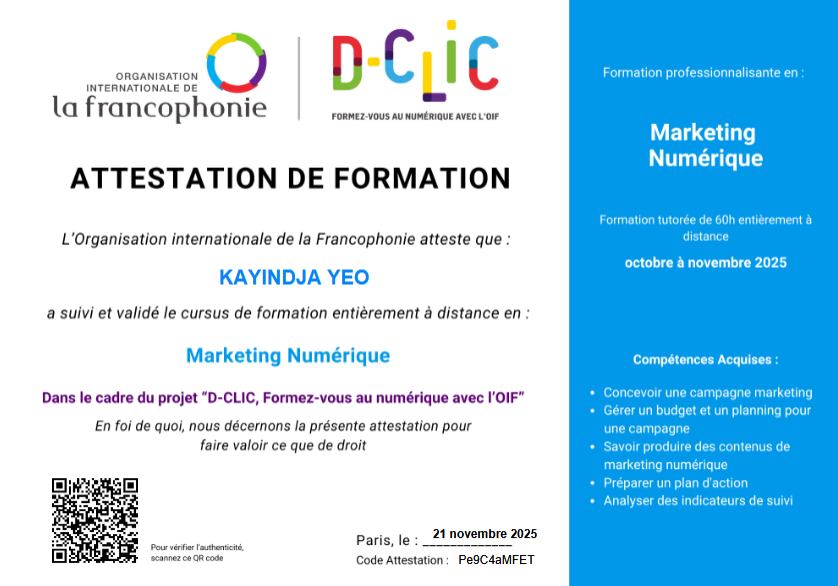 ORGANISATION
INTERNATIONALE DE
la francophonie
D-CLIC
FORMEZ-VOUS AU NUMÉRIQUE AVEC L'OIF
ATTESTATION DE FORMATION
L’Organisation internationale de la Francophonie atteste que :
KAYINDJA YEO
a suivi et validé le cursus de formation entièrement à distance en :
Marketing Numérique
Dans le cadre du projet “D-CLIC, Formez-vous au numérique avec l’OIF”
En foi de quoi, nous décernons la présente attestation pour
faire valoir ce que de droit
Pour vérifier l'authenticité,
scannez ce QR code
Paris, le : 21 novembre 2025
Code Attestation : Pe9C4aMFET
Formation professionnalisante en :
Marketing
Numérique
Formation tutorée de 60h entièrement à
distance
octobre à novembre 2025
Compétences Acquises :
• Concevoir une campagne marketing
• Gérer un budget et un planning pour
une campagne
• Savoir produire des contenus de
marketing numérique
• Préparer un plan d'action
• Analyser des indicateurs de suivi